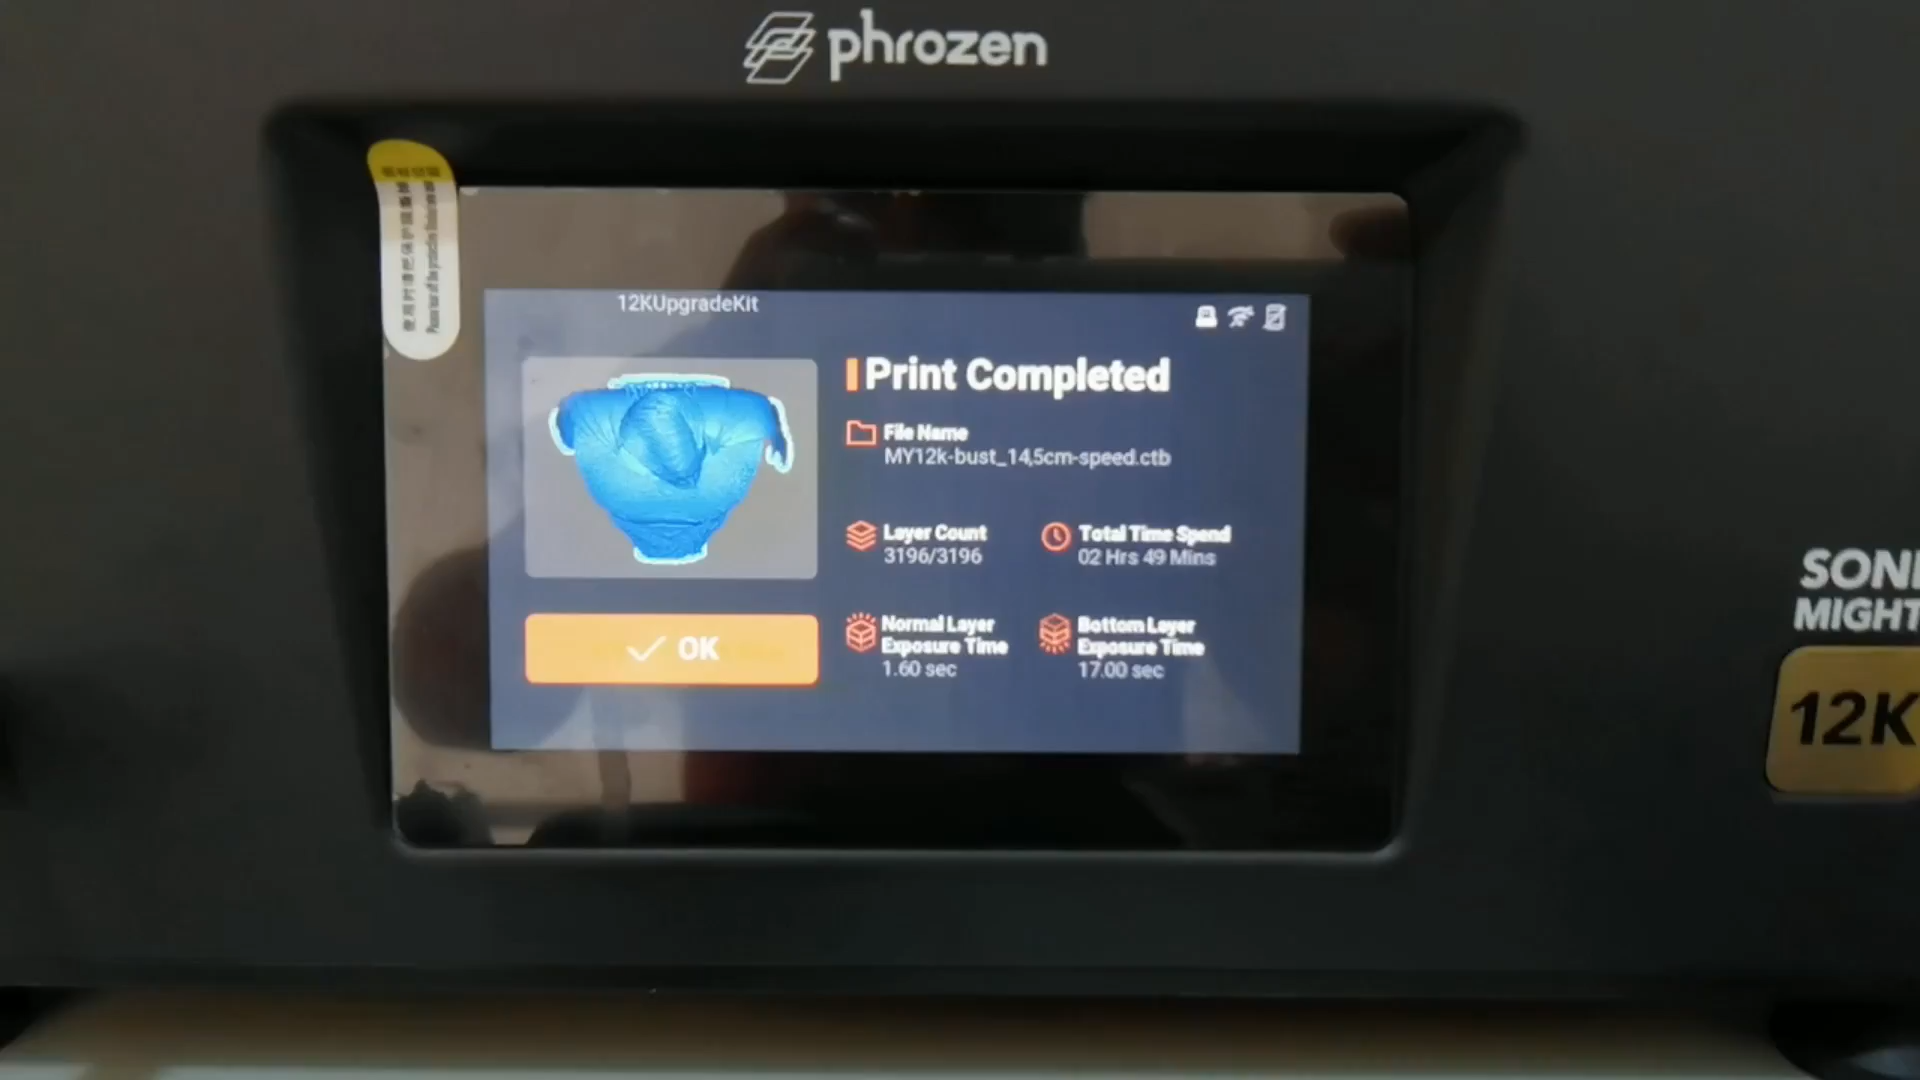 phrozen
12KUpgradeKit
Print Completed
File Name
MY12k-bust_14,5cm-speed.ctb
Layer Count
3196/3196
Total Time Spend
02 Hrs 49 Mins
OK
Normal Layer
Exposure Time
1.60 sec
Bottom Layer
Exposure Time
17.00 sec
SONI
MIGHT
12K